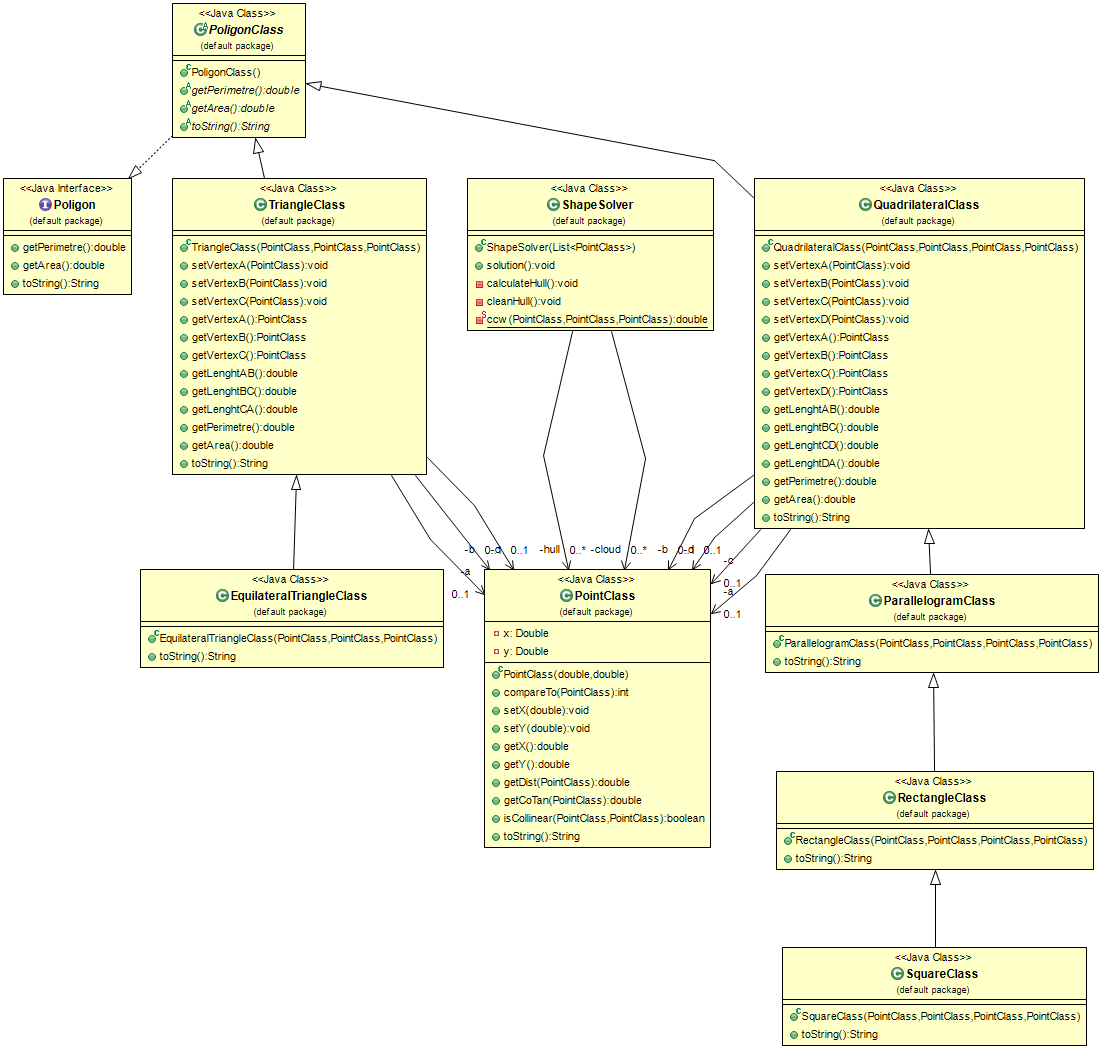 <<Java Class>>
PoligonClass
(default package)
PoligonClass()
getPerimetre():double
getArea():double
toString():String
<<Java Interface>>
Poligon
(default package)
getPerimetre():double
getArea():double
toString():String
<<Java Class>>
TriangleClass
(default package)
TriangleClass(PointClass,PointClass,PointClass)
setVertexA(PointClass):void
setVertexB(PointClass):void
setVertexC(PointClass):void
getVertexA():PointClass
getVertexB():PointClass
getVertexC():PointClass
getLenghtAB():double
getLenghtBC():double
getLenghtCA():double
getPerimetre():double
getArea():double
toString():String
<<Java Class>>
ShapeSolver
(default package)
ShapeSolver(List<PointClass>)
solution():void
calculateHull():void
cleanHull():void
ccw(PointClass,PointClass,PointClass):double
<<Java Class>>
QuadrilateralClass
(default package)
QuadrilateralClass(PointClass,PointClass,PointClass,PointClass)
setVertexA(PointClass):void
setVertexB(PointClass):void
setVertexC(PointClass):void
setVertexD(PointClass):void
getVertexA():PointClass
getVertexB():PointClass
getVertexC():PointClass
getVertexD():PointClass
getLenghtAB():double
getLenghtBC():double
getLenghtCD():double
getLenghtDA():double
getPerimetre():double
getArea():double
toString():String
-b 0..1
-c 0..1
-hull 0..*
-cloud 0..*
-b 0..1
-d 0..1
-a
0..1
-c
0..1
-a
0..1
<<Java Class>>
EquilateralTriangleClass
(default package)
EquilateralTriangleClass(PointClass,PointClass,PointClass)
toString():String
<<Java Class>>
PointClass
(default package)
x: Double
y: Double
PointClass(double,double)
compareTo(PointClass):int
setX(double):void
setY(double):void
getX():double
getY():double
getDist(PointClass):double
getCoTan(PointClass):double
isCollinear(PointClass,PointClass):boolean
toString():String
<<Java Class>>
ParallelogramClass
(default package)
ParallelogramClass(PointClass,PointClass,PointClass,PointClass)
toString():String
<<Java Class>>
RectangleClass
(default package)
RectangleClass(PointClass,PointClass,PointClass,PointClass)
toString():String
<<Java Class>>
SquareClass
(default package)
SquareClass(PointClass,PointClass,PointClass,PointClass)
toString():String